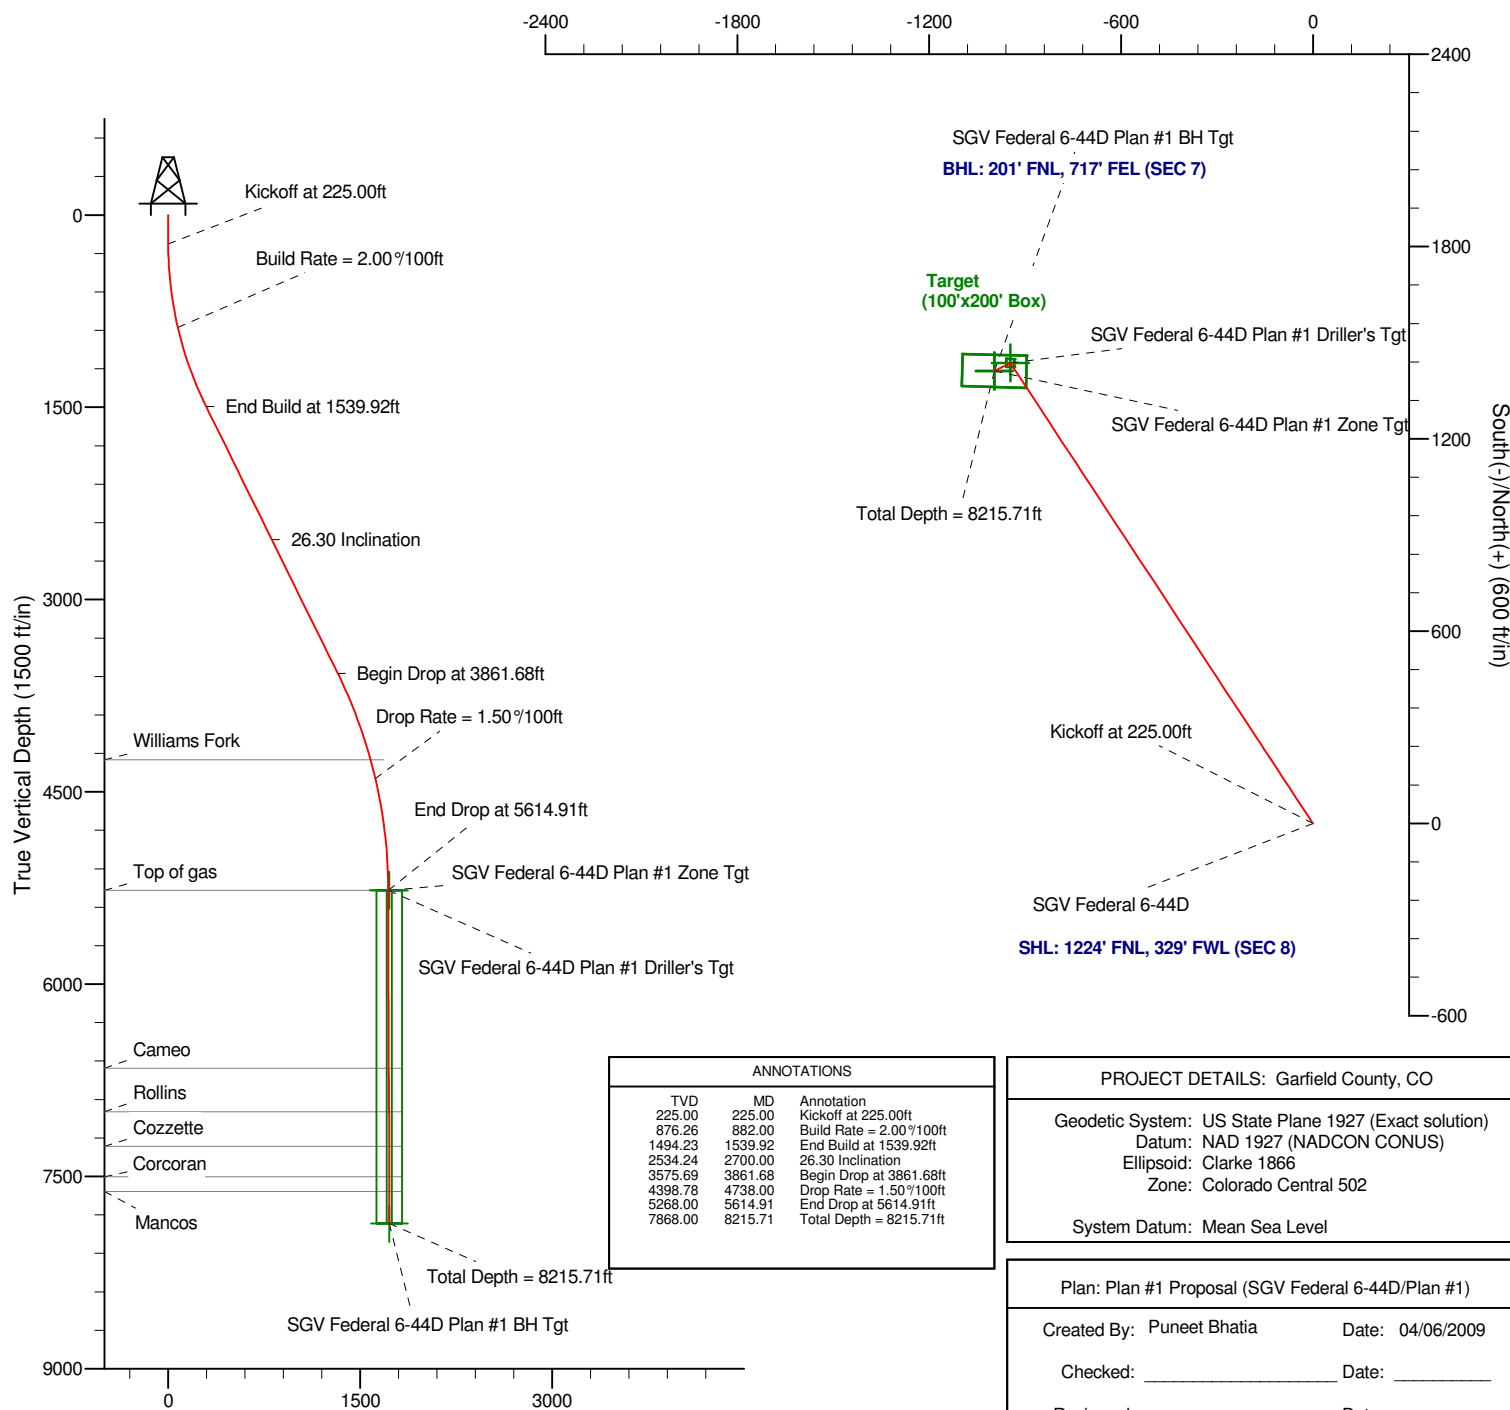 -2400 -1800 -1200 -600 0
2400
1800
1200
600
0
-600
South(-)/North(+) (600 ft/in)
SGV Federal 6-44D Plan #1 BH Tgt
BHL: 201' FNL, 717' FEL (SEC 7)
Target
(100'x200' Box)
SGV Federal 6-44D Plan #1 Driller's Tgt
SGV Federal 6-44D Plan #1 Zone Tgt
Total Depth = 8215.71ft
Kickoff at 225.00ft
SGV Federal 6-44D
SHL: 1224' FNL, 329' FWL (SEC 8)
True Vertical Depth (1500 ft/in)
0
1500
3000
4500
6000
7500
9000
0 1500 3000
Kickoff at 225.00ft
Build Rate = 2.00°/100ft
End Build at 1539.92ft
26.30 Inclination
Begin Drop at 3861.68ft
Drop Rate = 1.50°/100ft
Williams Fork
End Drop at 5614.91ft
Top of gas
SGV Federal 6-44D Plan #1 Zone Tgt
SGV Federal 6-44D Plan #1 Driller's Tgt
Cameo
Rollins
Cozzette
Corcoran
Mancos
Total Depth = 8215.71ft
SGV Federal 6-44D Plan #1 BH Tgt
ANNOTATIONS
TVD MD Annotation
225.00 225.00 Kickoff at 225.00ft
876.26 882.00 Build Rate = 2.00°/100ft
1494.23 1539.92 End Build at 1539.92ft
2534.24 2700.00 26.30 Inclination
3575.69 3861.68 Begin Drop at 3861.68ft
4398.78 4738.00 Drop Rate = 1.50°/100ft
5268.00 5614.91 End Drop at 5614.91ft
7868.00 8215.71 Total Depth = 8215.71ft
PROJECT DETAILS: Garfield County, CO
Geodetic System: US State Plane 1927 (Exact solution)
Datum: NAD 1927 (NADCON CONUS)
Ellipsoid: Clarke 1866
Zone: Colorado Central 502
System Datum: Mean Sea Level
Plan: Plan #1 Proposal (SGV Federal 6-44D/Plan #1)
Created By: Puneet Bhatia Date: 04/06/2009
Checked: ____________________ Date: __________